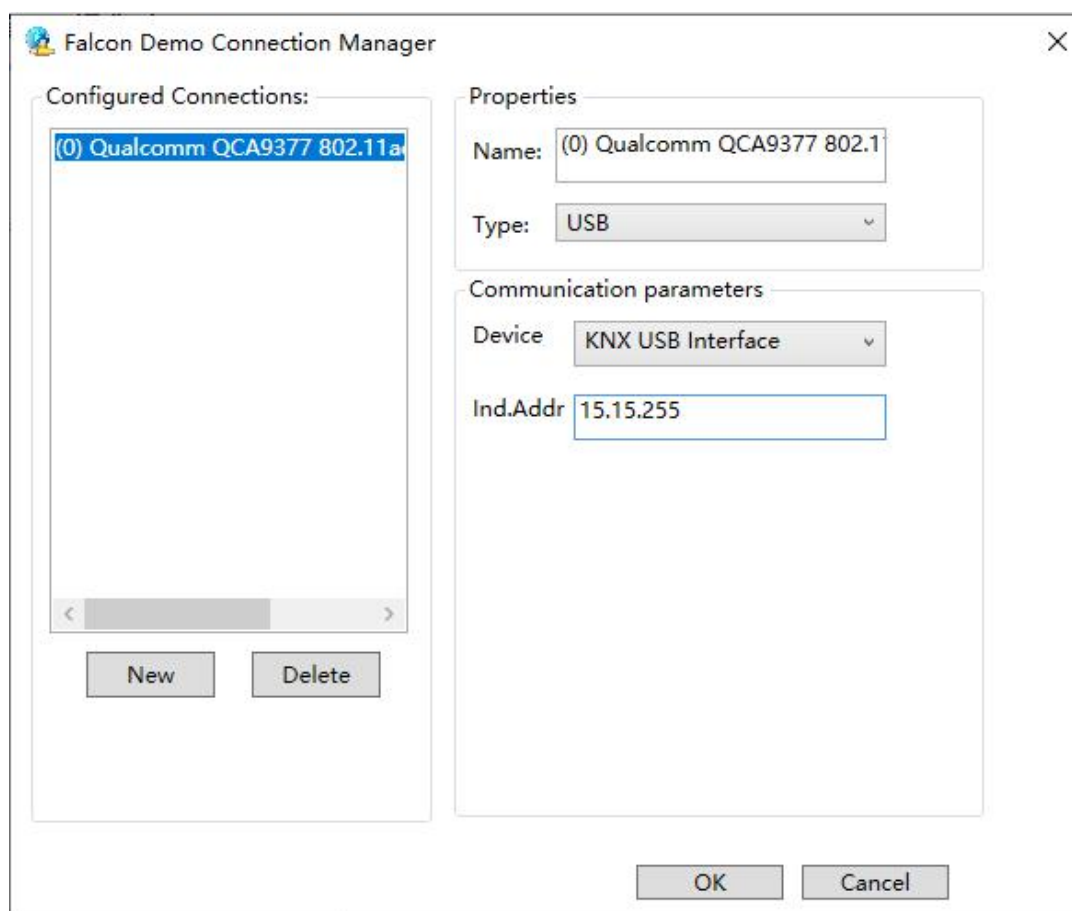 Falcon Demo Connection Manager
Configured Connections:
(0) Qualcomm QCA9377 802.11a
New
Delete
Properties
Name: (0) Qualcomm QCA9377 802.1
Type: USB
Communication parameters
Device KNX USB Interface
Ind.Addr 15.15.255
OK
Cancel